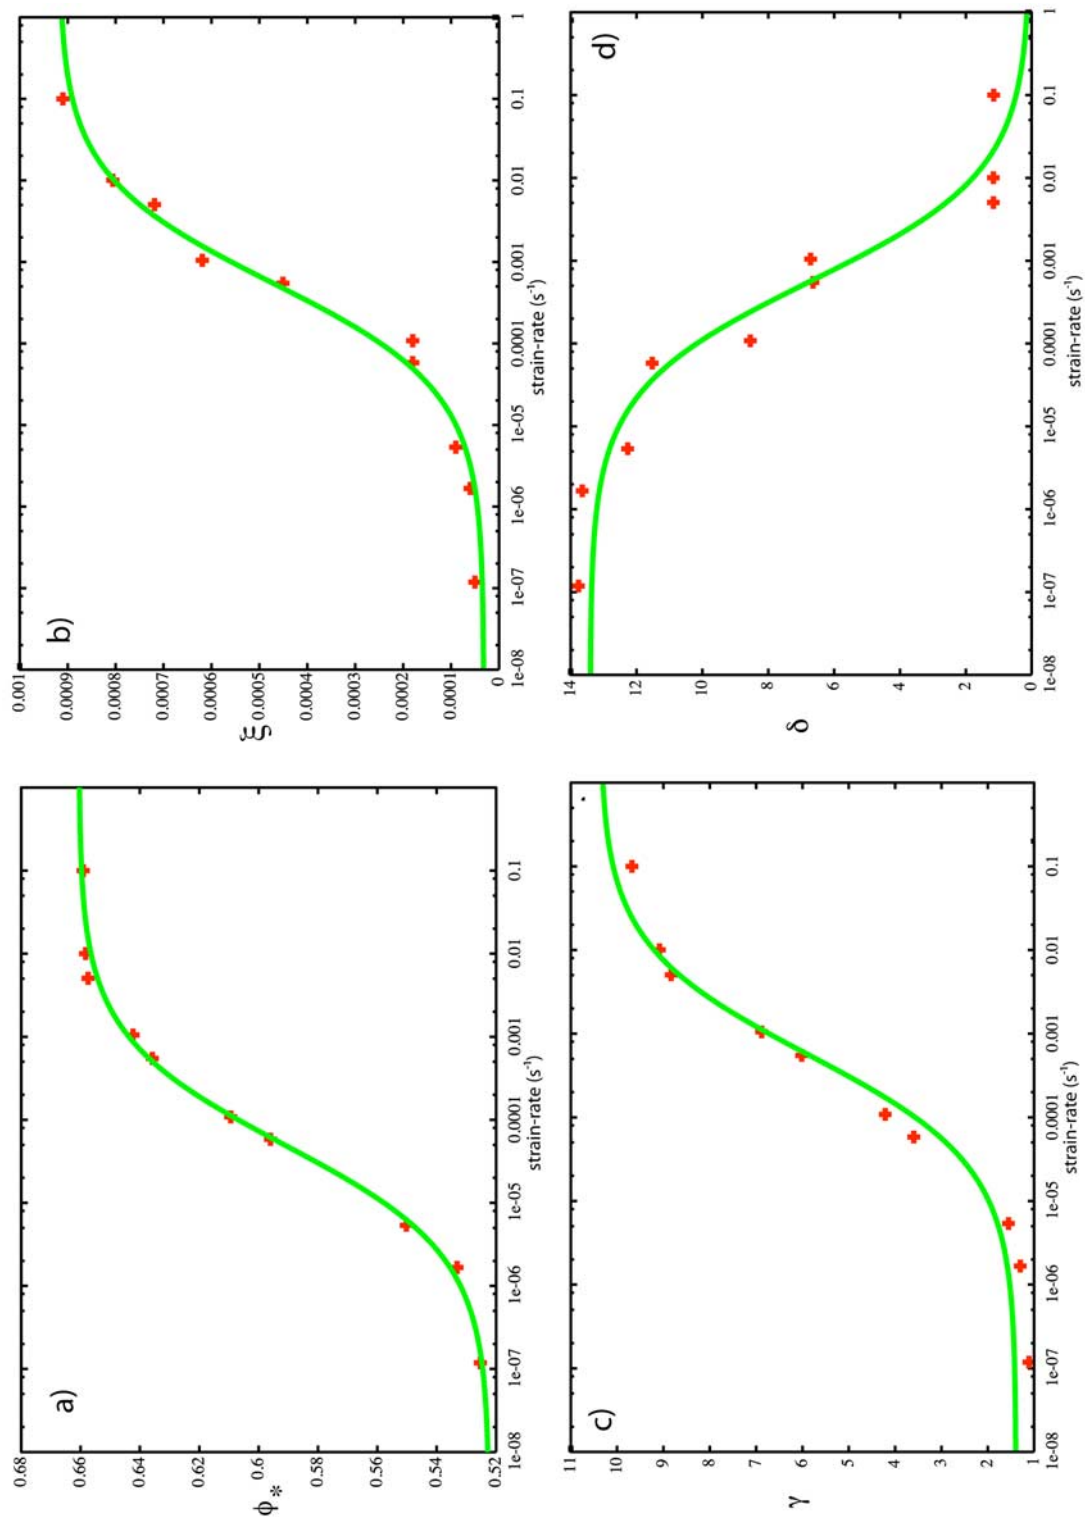 a)
0.68
0.66
0.64
0.62
0.6
0.58
0.56
0.54
0.52
ϕ*
1e-08
1e-07
1e-06
1e-05
0.0001
0.001
0.01
0.1
strain-rate (s⁻¹)
b)
0.001
0.0009
0.0008
0.0007
0.0006
0.0005
0.0004
0.0003
0.0002
0.0001
0
ξ
1e-08
1e-07
1e-06
1e-05
0.0001
0.001
0.01
0.1
1
strain-rate (s⁻¹)
c)
11
10
9
8
7
6
5
4
3
2
1
γ
1e-08
1e-07
1e-06
1e-05
0.0001
0.001
0.01
0.1
strain-rate (s⁻¹)
d)
14
12
10
8
6
4
2
0
δ
1e-08
1e-07
1e-06
1e-05
0.0001
0.001
0.01
0.1
1
strain-rate (s⁻¹)